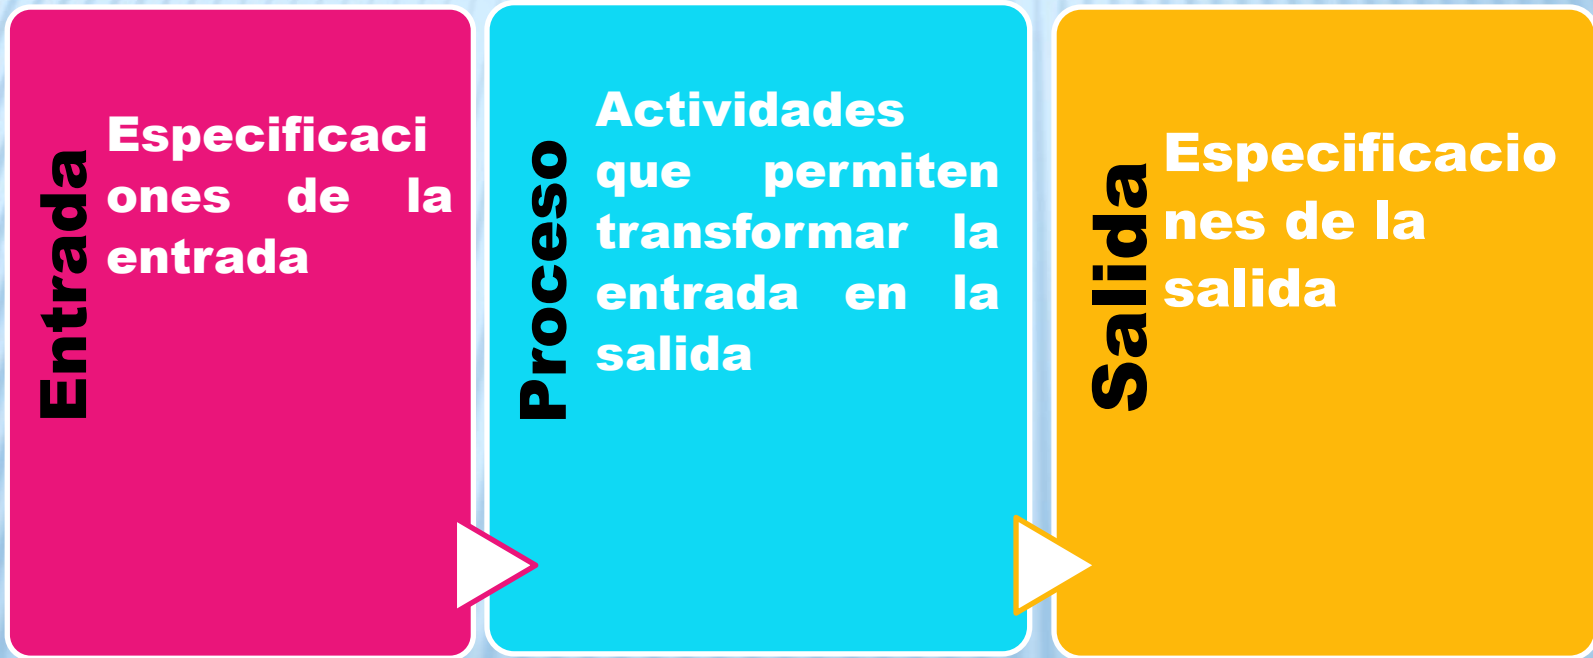 Entrada
Especificaci
ones de la
entrada
Proceso
Actividades
que permiten
transformar la
entrada en la
salida
Salida
Especificacio
nes de la
salida